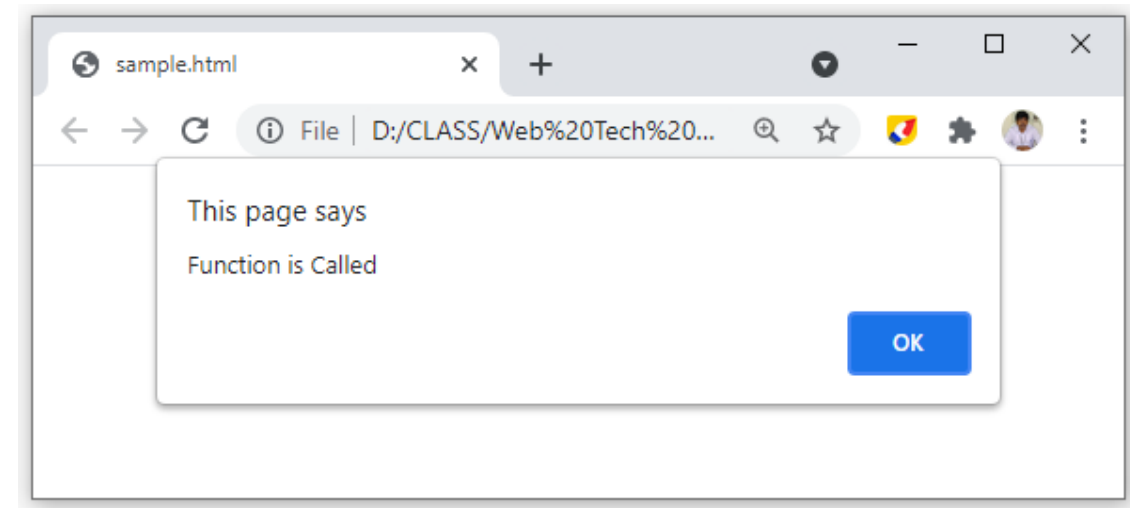 sample.html
File D:/CLASS/Web%20Tech%20...
This page says
Function is Called
OK